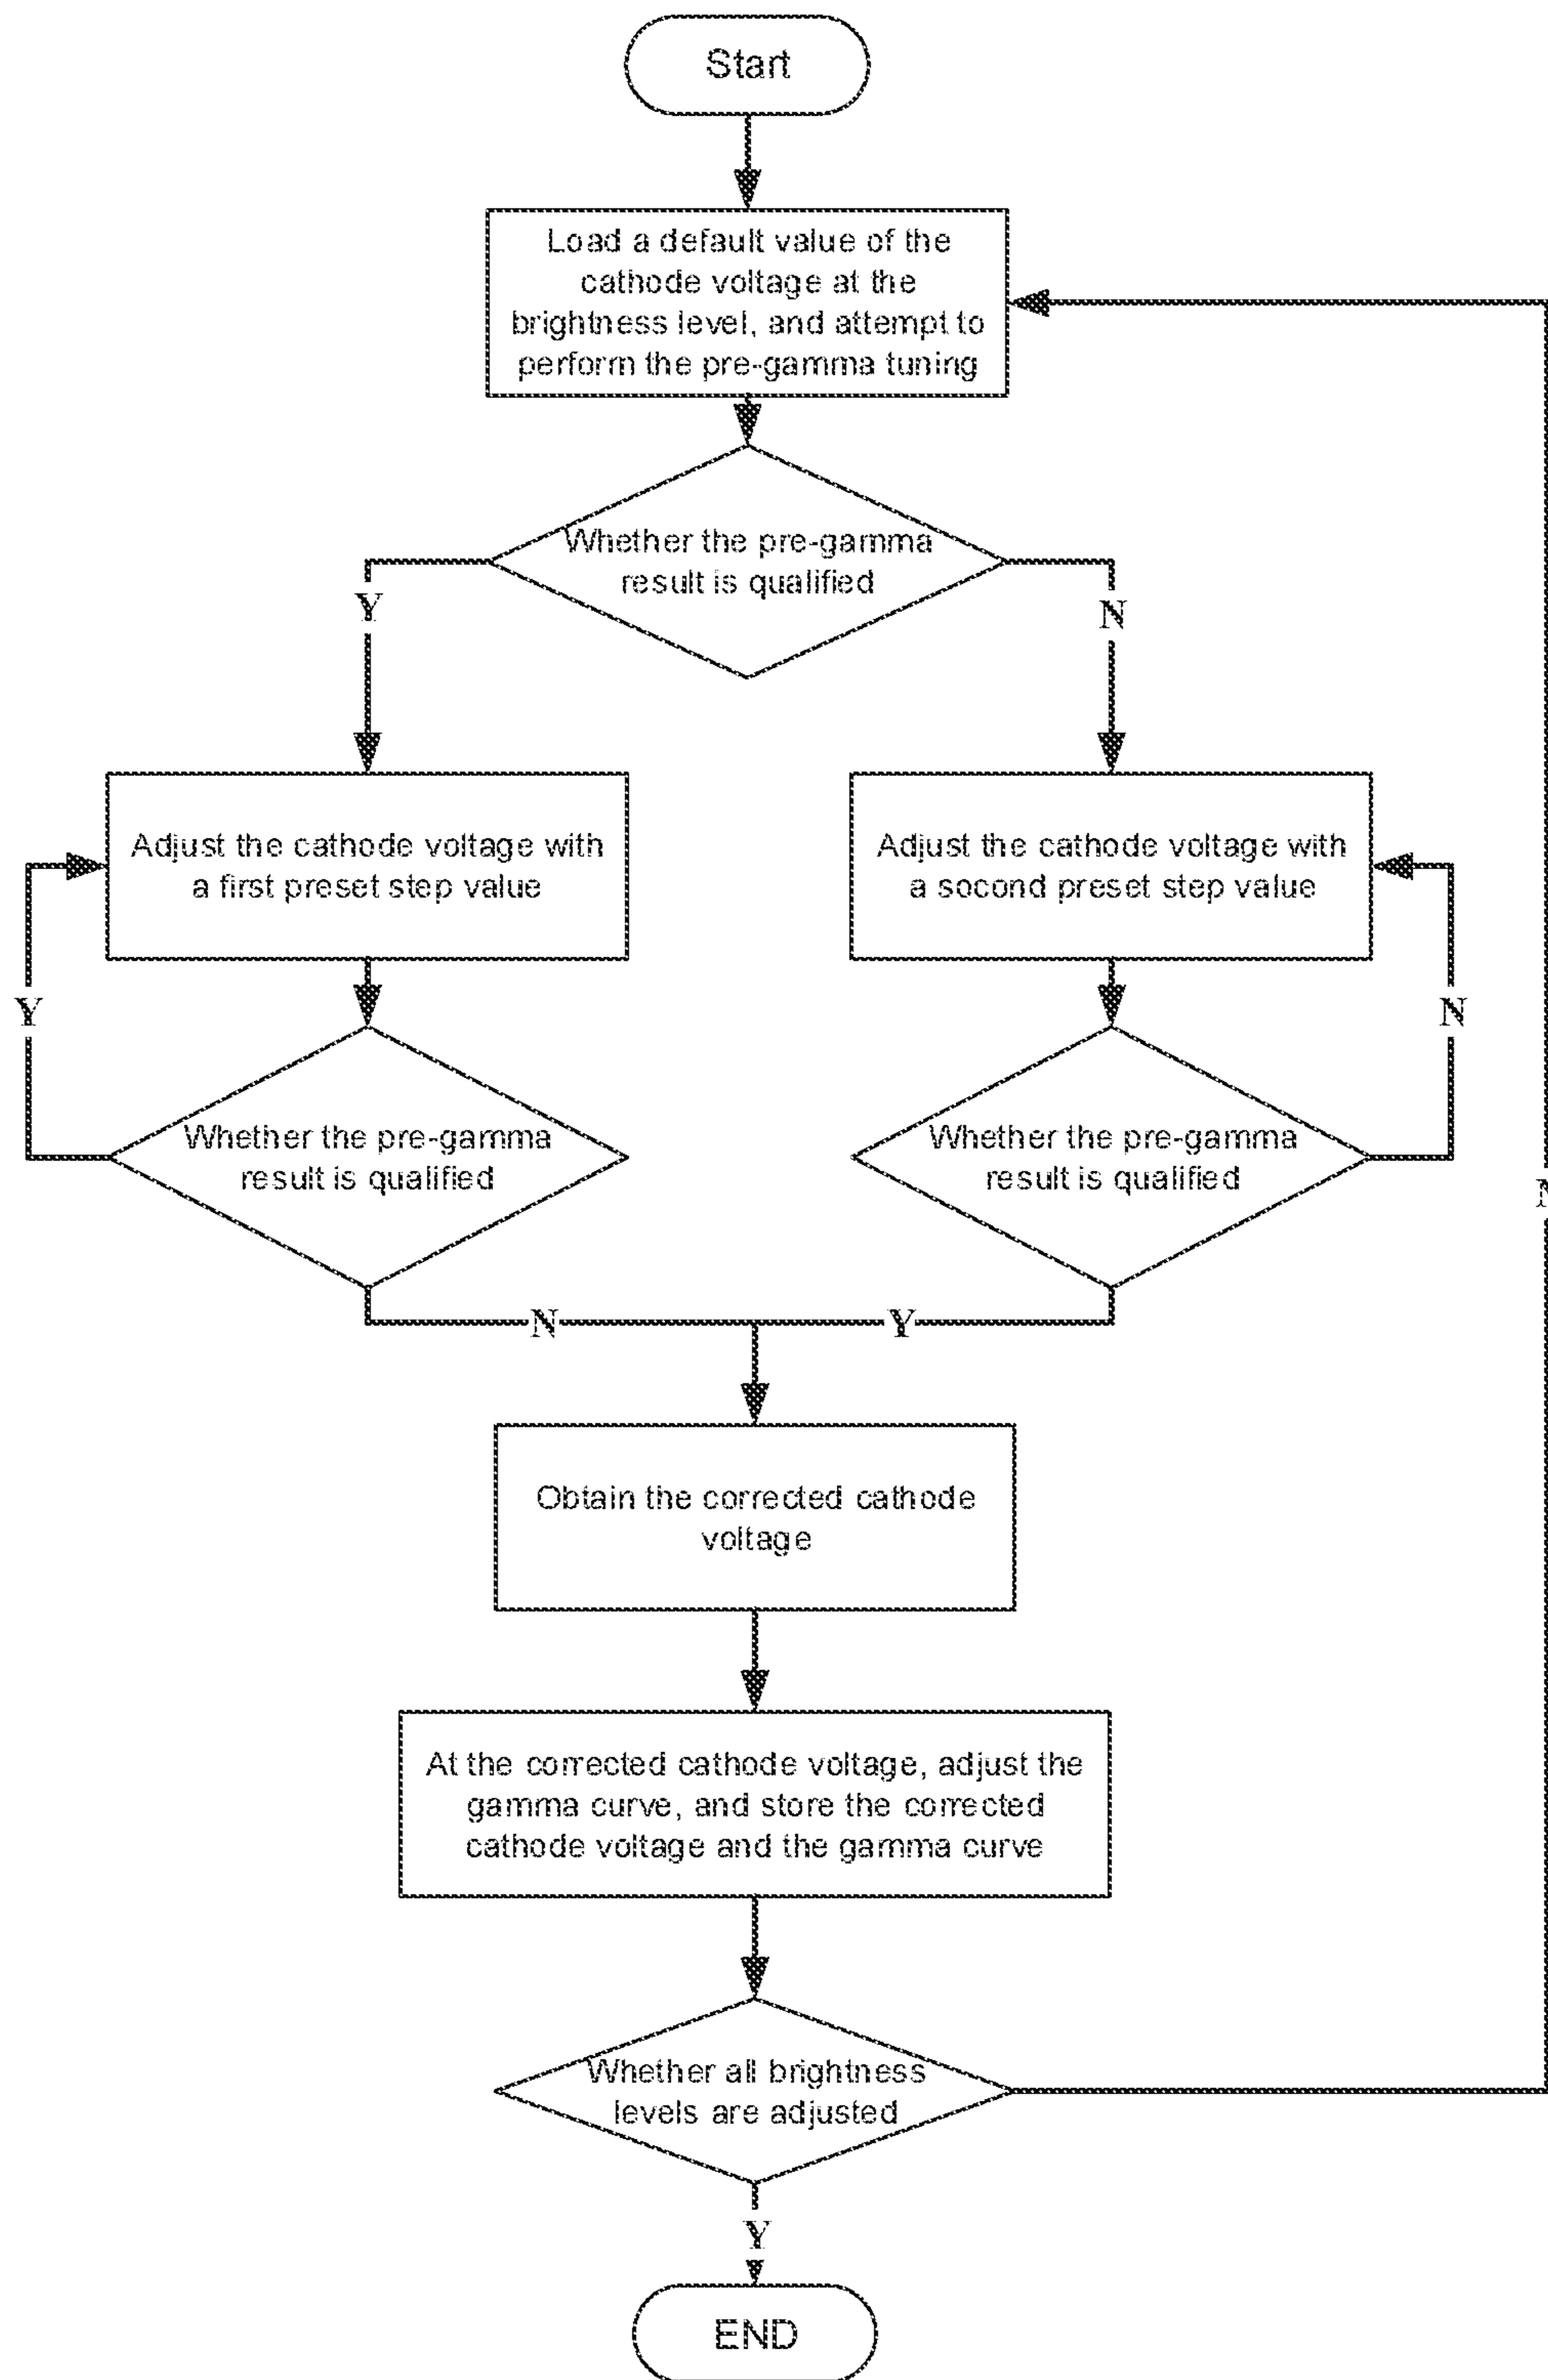 Start
Load a default value of the
cathode voltage at the
brightness level, and attempt to
perform the pre-gamma tuning
Whether the pre-gamma
result is qualified
Y
N
Adjust the cathode voltage with
a first preset step value
Adjust the cathode voltage with
a socond preset step value
Y
N
Whether the pre-gamma
result is qualified
Whether the pre-gamma
result is qualified
N
N
Y
Obtain the corrected cathode
voltage
At the corrected cathode voltage, adjust the
gamma curve, and store the corrected
cathode voltage and the gamma curve
Whether all brightness
levels are adjusted
Y
END